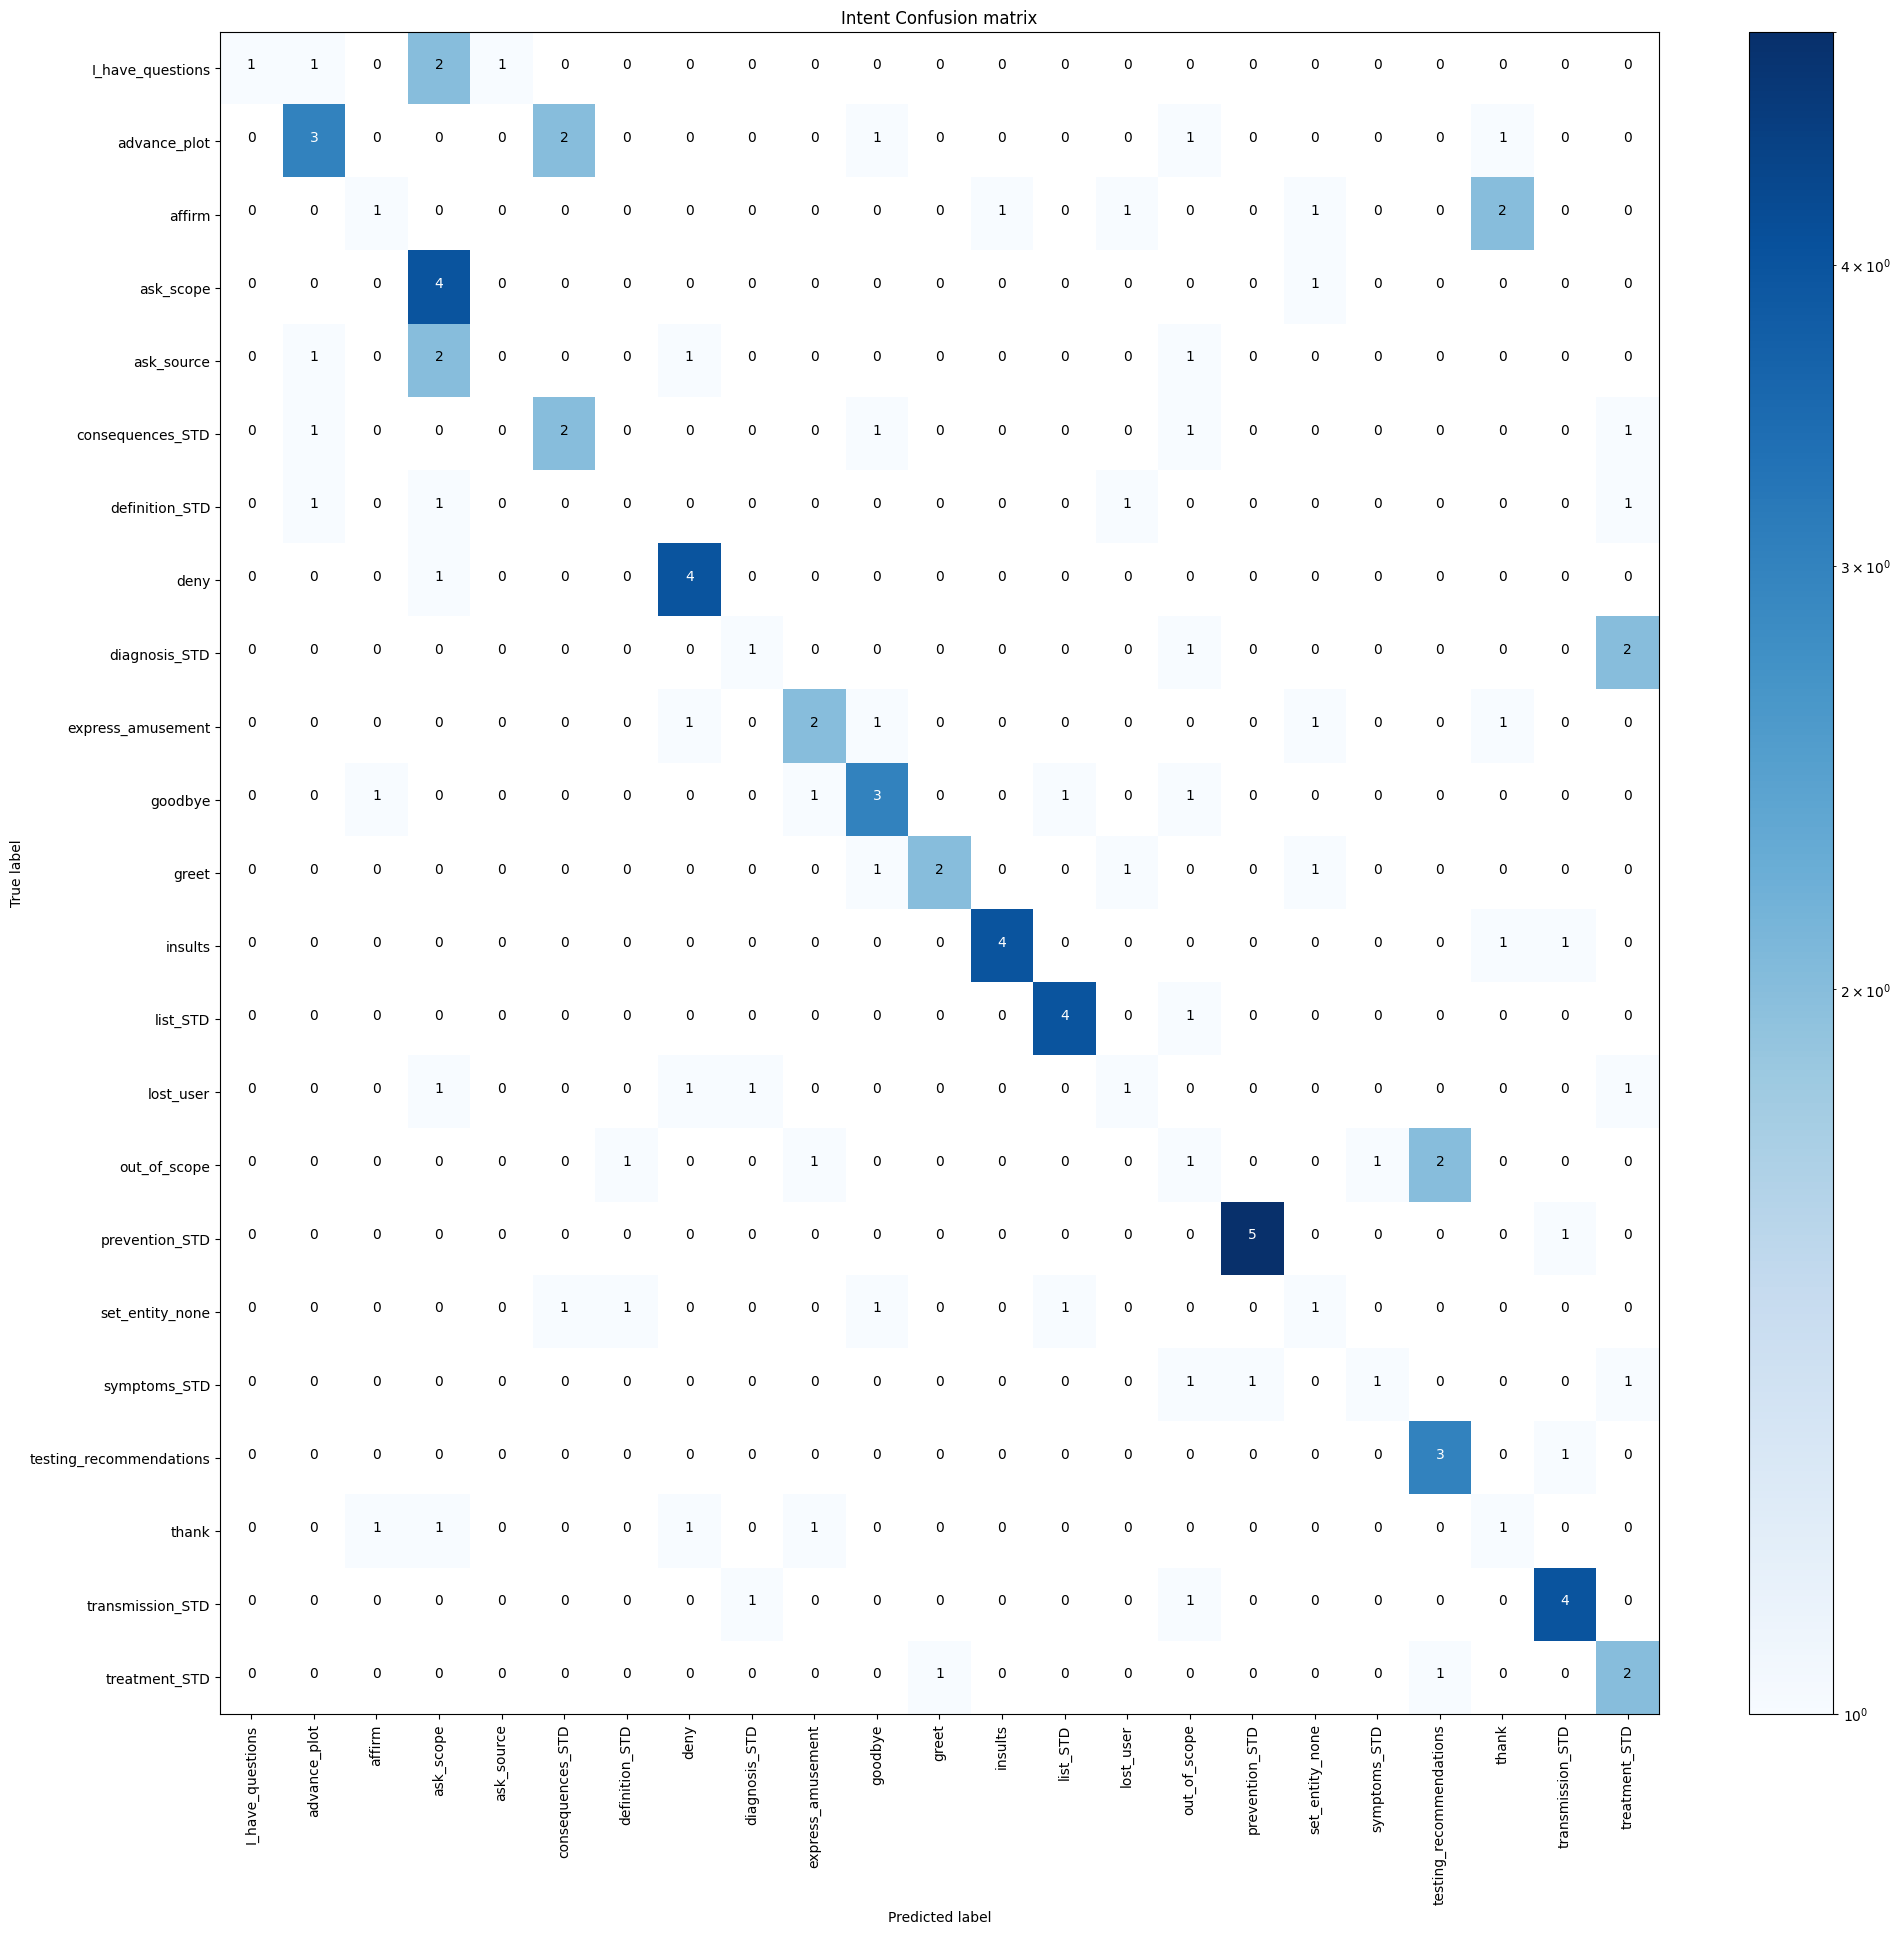 Intent Confusion matrix
I_have_questions 1 1 0 2 1 0 0 0 0 0 0 0 0 0 0 0 0 0 0 0 0 0 0
advance_plot 0 3 0 0 0 2 0 0 0 0 1 0 0 0 0 1 0 0 0 0 1 0 0
affirm 0 0 1 0 0 0 0 0 0 0 0 0 1 0 1 0 0 1 0 0 2 0 0
ask_scope 0 0 0 4 0 0 0 0 0 0 0 0 0 0 0 0 0 1 0 0 0 0 0
ask_source 0 1 0 2 0 0 0 1 0 0 0 0 0 0 0 1 0 0 0 0 0 0 0
consequences_STD 0 1 0 0 0 2 0 0 0 0 1 0 0 0 0 1 0 0 0 0 0 0 1
definition_STD 0 1 0 1 0 0 0 0 0 0 0 0 0 0 1 0 0 0 0 0 0 0 1
deny 0 0 0 1 0 0 0 4 0 0 0 0 0 0 0 0 0 0 0 0 0 0 0
diagnosis_STD 0 0 0 0 0 0 0 0 1 0 0 0 0 0 0 1 0 0 0 0 0 0 2
express_amusement 0 0 0 0 0 0 0 1 0 2 1 0 0 0 0 0 0 1 0 0 1 0 0
goodbye 0 0 1 0 0 0 0 0 0 1 3 0 0 1 0 1 0 0 0 0 0 0 0
greet 0 0 0 0 0 0 0 0 0 0 1 2 0 0 1 0 0 1 0 0 0 0 0
insults 0 0 0 0 0 0 0 0 0 0 0 0 4 0 0 0 0 0 0 0 1 1 0
list_STD 0 0 0 0 0 0 0 0 0 0 0 0 0 4 0 1 0 0 0 0 0 0 0
lost_user 0 0 0 1 0 0 0 1 1 0 0 0 0 0 1 0 0 0 0 0 0 0 1
out_of_scope 0 0 0 0 0 0 1 0 0 1 0 0 0 0 0 1 0 0 1 2 0 0 0
prevention_STD 0 0 0 0 0 0 0 0 0 0 0 0 0 0 0 0 5 0 0 0 0 1 0
set_entity_none 0 0 0 0 0 1 1 0 0 0 1 0 0 1 0 0 0 1 0 0 0 0 0
symptoms_STD 0 0 0 0 0 0 0 0 0 0 0 0 0 0 0 1 1 0 1 0 0 0 1
testing_recommendations 0 0 0 0 0 0 0 0 0 0 0 0 0 0 0 0 0 0 0 3 0 1 0
thank 0 0 1 1 0 0 0 1 0 1 0 0 0 0 0 0 0 0 0 0 1 0 0
transmission_STD 0 0 0 0 0 0 0 0 1 0 0 0 0 0 0 1 0 0 0 0 0 4 0
treatment_STD 0 0 0 0 0 0 0 0 0 0 0 1 0 0 0 0 0 0 0 1 0 0 2
True label
I_have_questions
advance_plot
affirm
ask_scope
ask_source
consequences_STD
definition_STD
deny
diagnosis_STD
express_amusement
goodbye
greet
insults
list_STD
lost_user
out_of_scope
prevention_STD
set_entity_none
symptoms_STD
testing_recommendations
thank
transmission_STD
treatment_STD
Predicted label
4 × 10⁰
3 × 10⁰
2 × 10⁰
10⁰